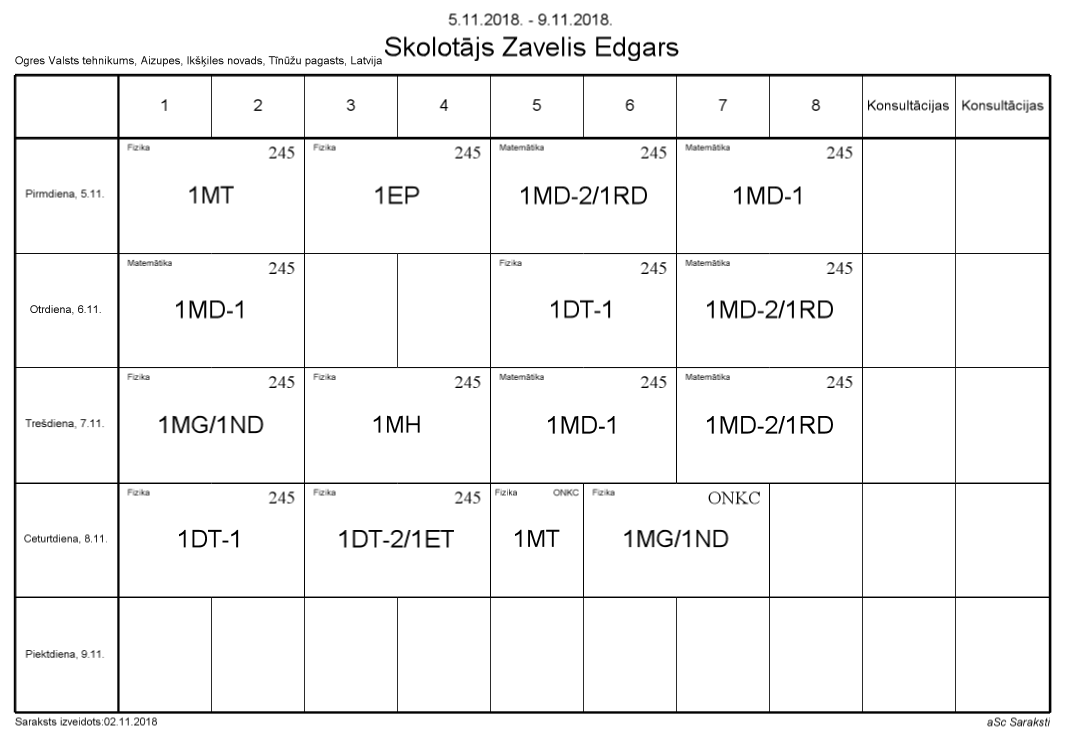 5.11.2018. - 9.11.2018.
Skolotājs Zavelis Edgars
Ogres Valsts tehnikums, Aizupes, Ikšķiles novads, Tīnūžu pagasts, Latvija
1 2 3 4 5 6 7 8 Konsultācijas Konsultācijas
Fizika 245 Fizika 245 Matemātika 245 Matemātika 245
Pirmdiena, 5.11. 1MT 1EP 1MD-2/1RD 1MD-1
Matemātika 245 Fizika 245 Matemātika 245
Otrdiena, 6.11. 1MD-1 1DT-1 1MD-2/1RD
Fizika 245 Fizika 245 Matemātika 245 Matemātika 245
Trešdiena, 7.11. 1MG/1ND 1MH 1MD-1 1MD-2/1RD
Fizika 245 Fizika 245 Fizika ONKC Fizika ONKC
Ceturtdiena, 8.11. 1DT-1 1DT-2/1ET 1MT 1MG/1ND
Piektdiena, 9.11.
Saraksts izveidots:02.11.2018 aSc Saraksti